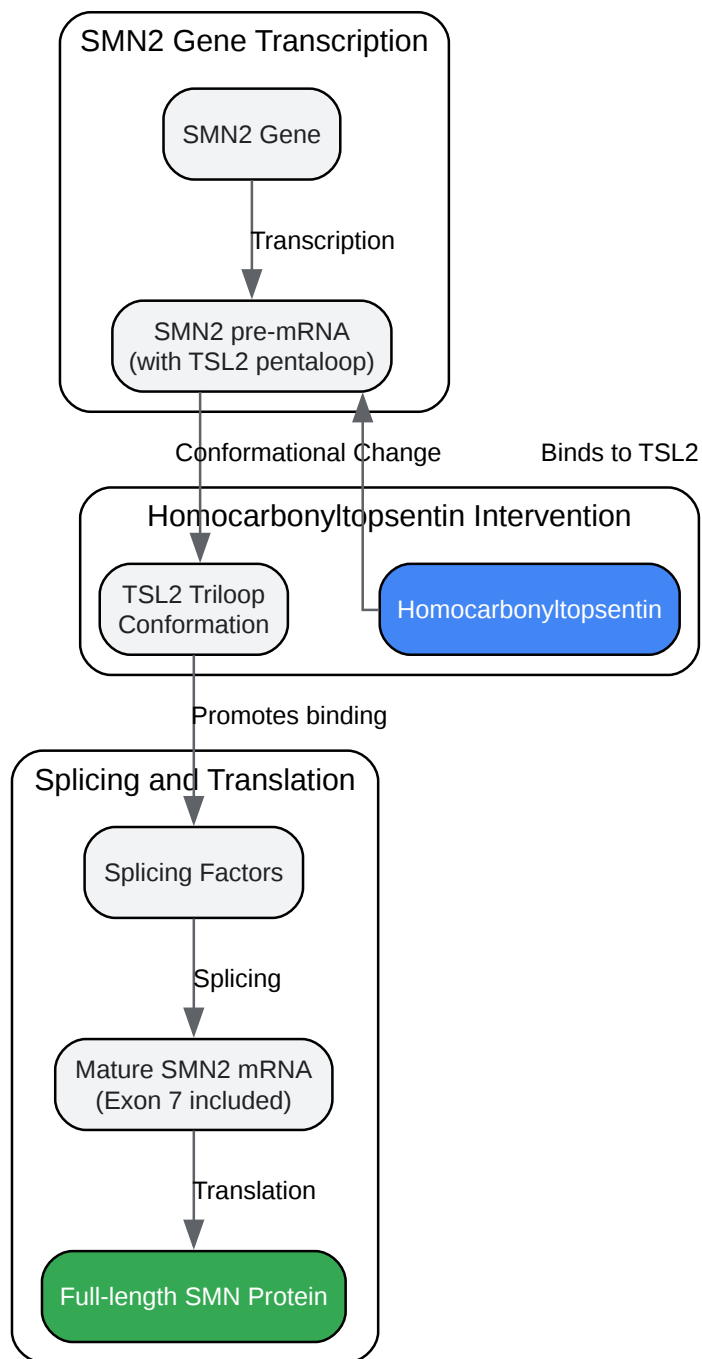 SMN2 Gene Transcription
SMN2 Gene
Transcription
SMN2 pre-mRNA
(with TSL2 pentaloop)
Conformational Change
Binds to TSL2
Homocarbonyltopsentin Intervention
TSL2 Triloop
Conformation
Homocarbonyltopsentin
Promotes binding
Splicing and Translation
Splicing Factors
Splicing
Mature SMN2 mRNA
(Exon 7 included)
Translation
Full-length SMN Protein